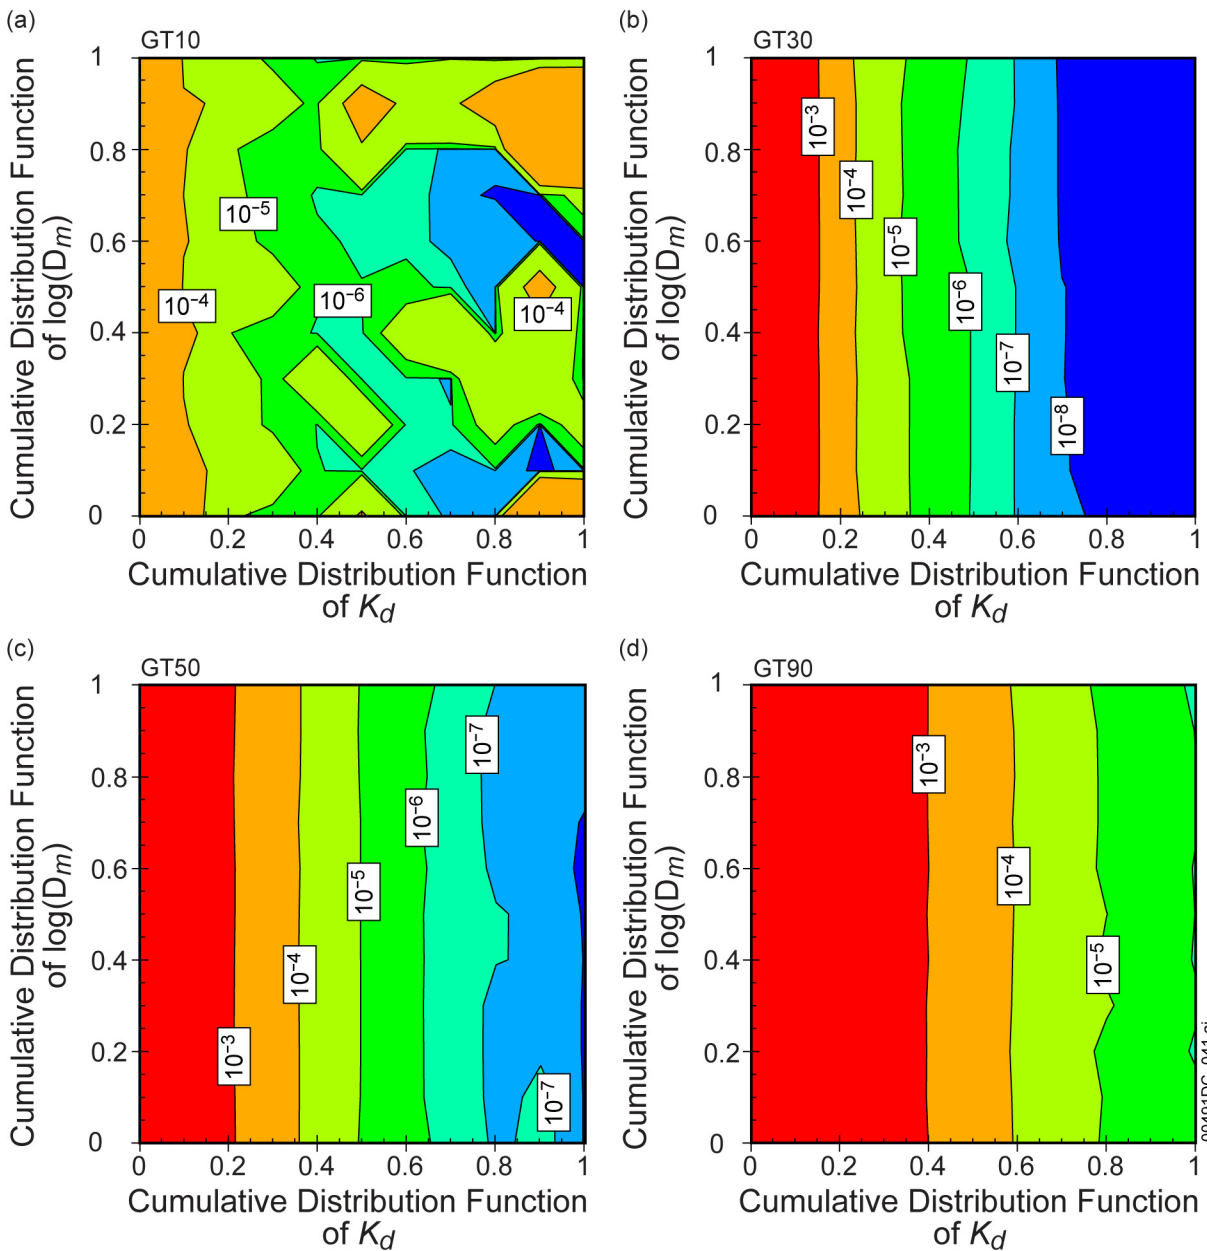 (a)
GT10
Cumulative Distribution Function
of log(Dm)
1
0.8
0.6
0.4
0.2
0
10−5
10−4
10−6
10−4
0 0.2 0.4 0.6 0.8 1
Cumulative Distribution Function
of Kd
(b)
GT30
Cumulative Distribution Function
of log(Dm)
1
0.8
0.6
0.4
0.2
0
10−3
10−4
10−5
10−6
10−7
10−8
0 0.2 0.4 0.6 0.8 1
Cumulative Distribution Function
of Kd
(c)
GT50
Cumulative Distribution Function
of log(Dm)
1
0.8
0.6
0.4
0.2
0
10−7
10−6
10−5
10−4
10−3
10−7
0 0.2 0.4 0.6 0.8 1
Cumulative Distribution Function
of Kd
(d)
GT90
Cumulative Distribution Function
of log(Dm)
1
0.8
0.6
0.4
0.2
0
10−3
10−4
10−5
0 0.2 0.4 0.6 0.8 1
Cumulative Distribution Function
of Kd